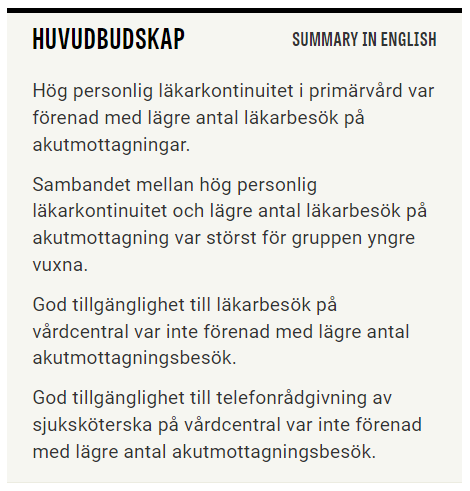 HUVUDBUDSKAP
SUMMARY IN ENGLISH
Hög personlig läkarkontinuitet i primärvård var
förenad med lägre antal läkarbesök på
akutmottagningar.
Sambandet mellan hög personlig
läkarkontinuitet och lägre antal läkarbesök på
akutmottagning var störst för gruppen yngre
vuxna.
God tillgänglighet till läkarbesök på
vårdcentral var inte förenad med lägre antal
akutmottagningsbesök.
God tillgänglighet till telefonrådgivning av
sjuksköterska på vårdcentral var inte förenad
med lägre antal akutmottagningsbesök.